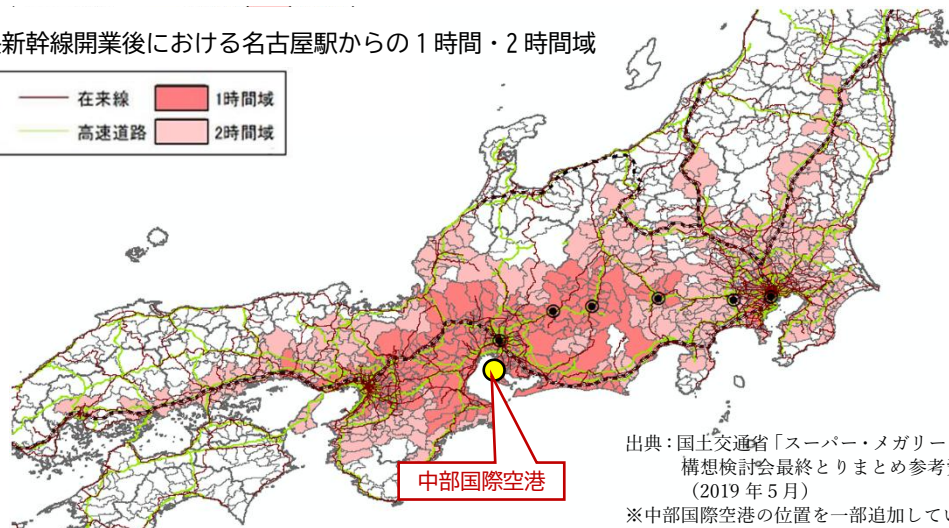 新幹線開業後における名古屋駅からの１時間・２時間域
在来線 1時間域
高速道路 2時間域
中部国際空港
出典：国土交通省「スーパー・メガリー
構想検討会最終とりまとめ参考
（2019 年 5 月）
※中部国際空港の位置を一部追加してい